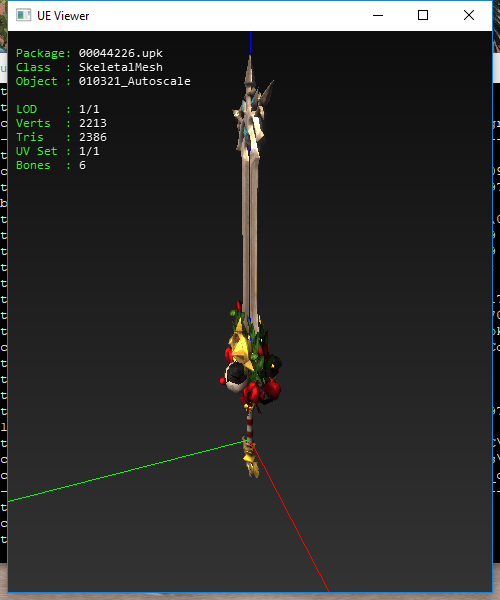 UE Viewer
Package: 00044226.upk
Class : SkeletalMesh
Object : 010321_Autoscale
LOD : 1/1
Verts : 2213
Tris : 2386
UV Set : 1/1
Bones : 6